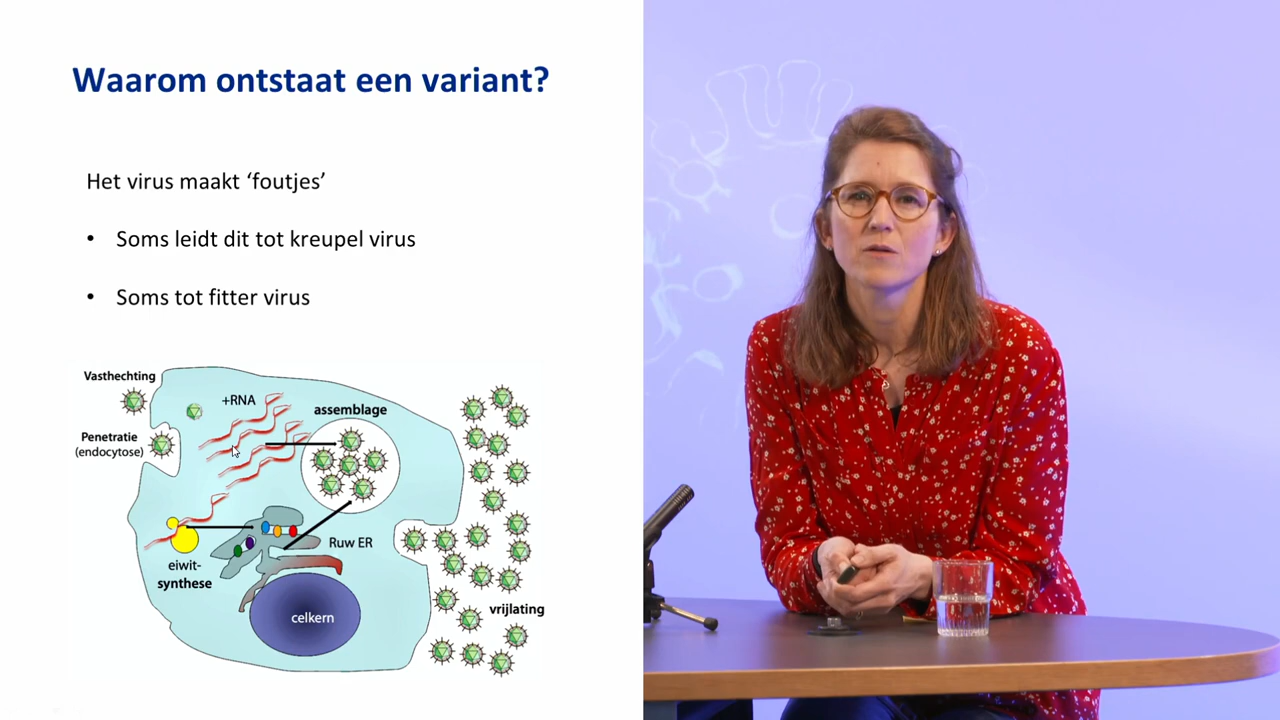 Waarom ontstaat een variant?
Het virus maakt ‘foutjes’
• Soms leidt dit tot kreupel virus
• Soms tot fitter virus
Vasthechting
+RNA
assemblage
Penetratie
(endocytose)
Ruw ER
eiwit-
synthese
vrijlating
celkern